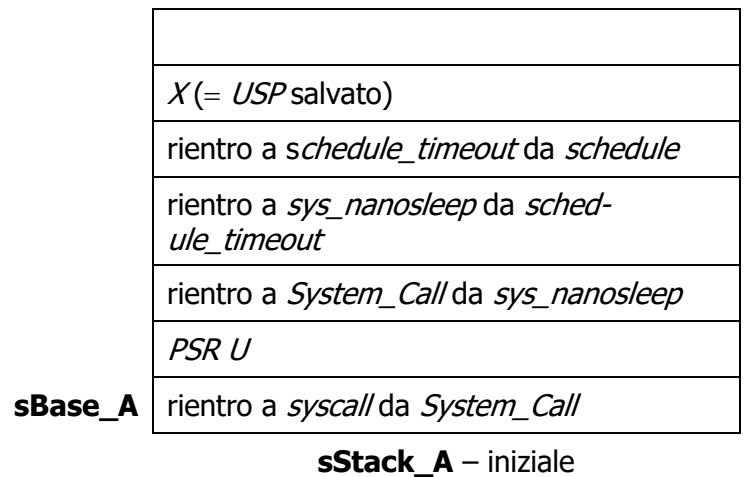 X (= USP salvato)
rientro a schedule_timeout da schedule
rientro a sys_nanosleep da sched-
ule_timeout
rientro a System_Call da sys_nanosleep
PSR U
sBase_A rientro a syscall da System_Call
sStack_A – iniziale